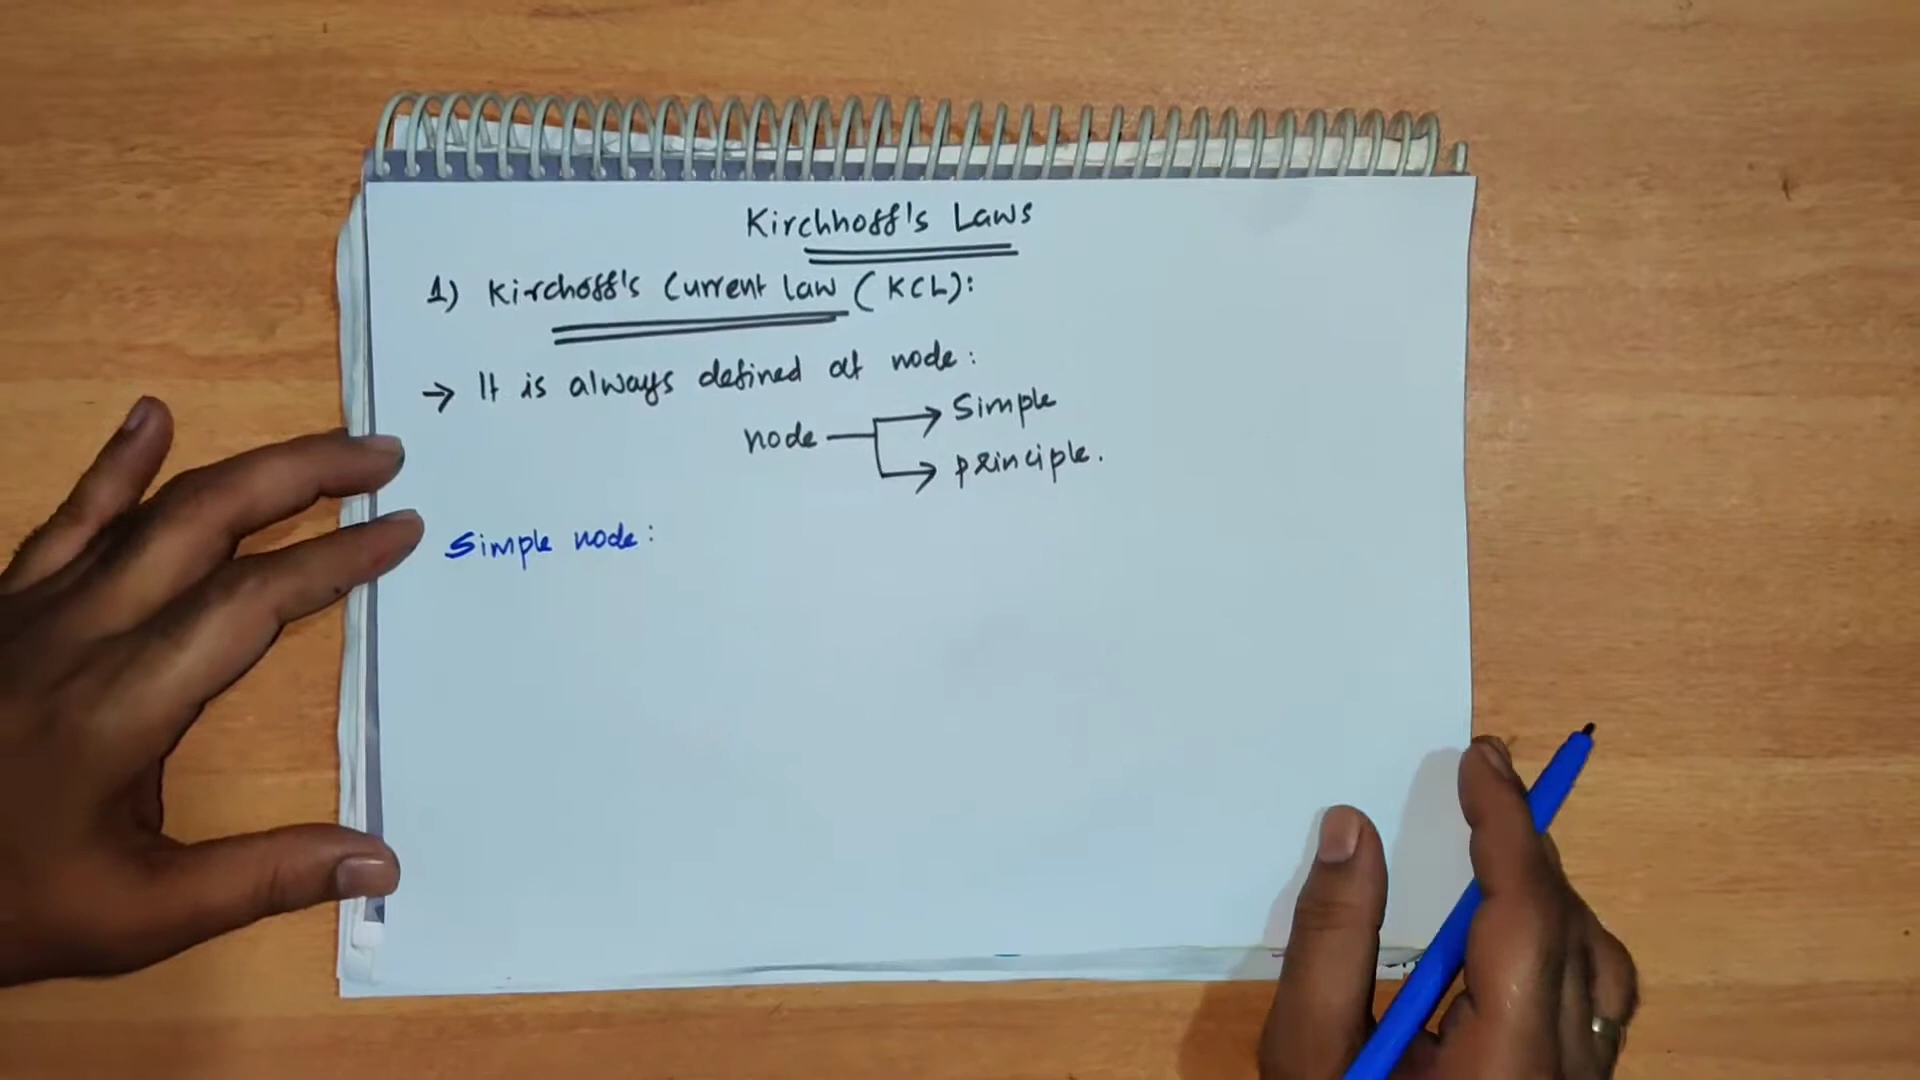 Kirchhoff's Laws
1) Kirchoff's Current law (KCL):
→ It is always defined at node:
Simple
node
principle.
Simple node: